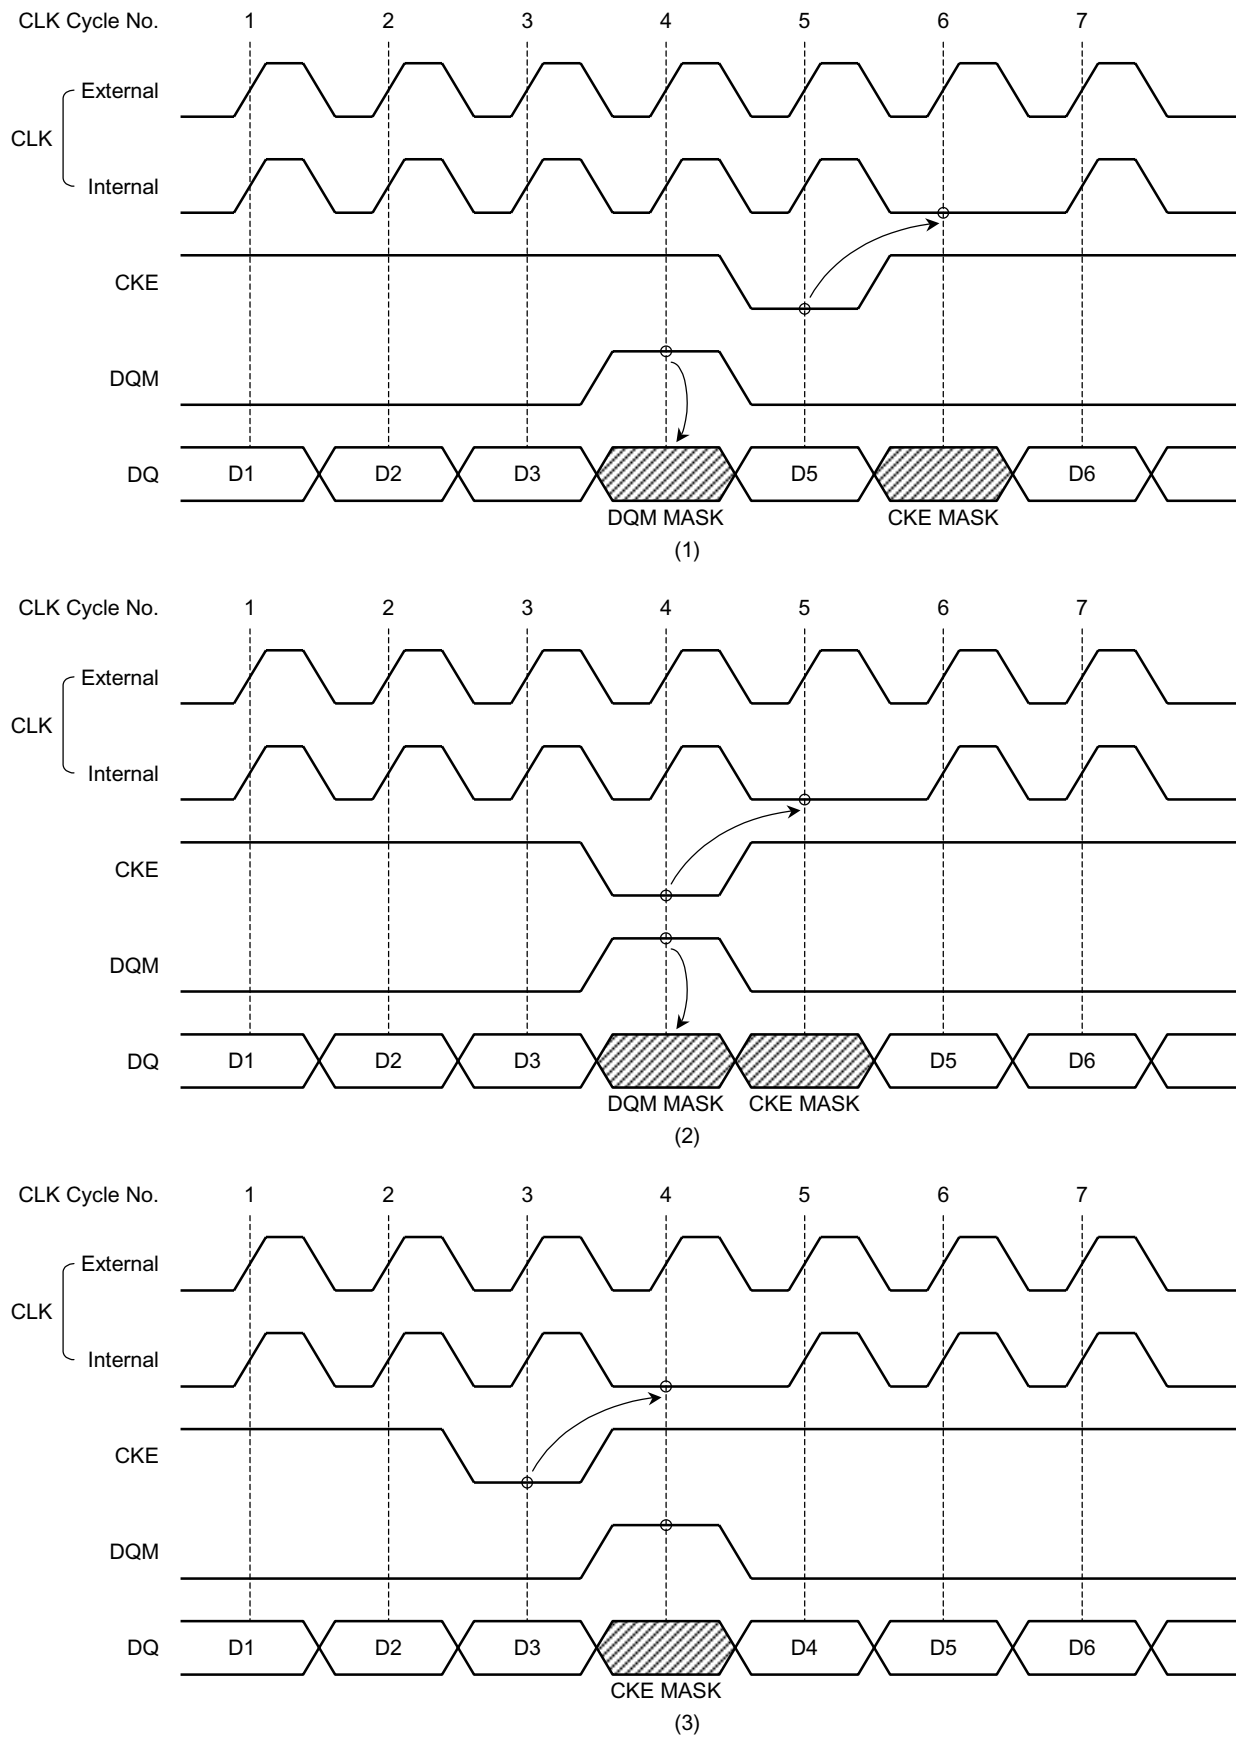 CLK Cycle No. 1 2 3 4 5 6 7
External
CLK
Internal
CKE
DQM
DQ D1 D2 D3 D5 D6
DQM MASK CKE MASK
(1)
CLK Cycle No. 1 2 3 4 5 6 7
External
CLK
Internal
CKE
DQM
DQ D1 D2 D3 D5 D6
DQM MASK CKE MASK
(2)
CLK Cycle No. 1 2 3 4 5 6 7
External
CLK
Internal
CKE
DQM
DQ D1 D2 D3 D4 D5 D6
CKE MASK
(3)